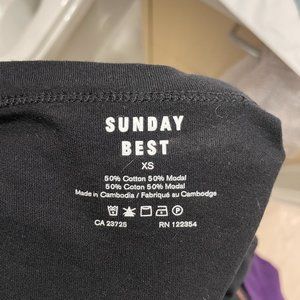 SUNDAY
BEST
XS
50% Cotton 50% Modal
50% Coton 50% Modal
Made in Cambodia / Fabriqué au Cambodge
CA 23725 RN 122354